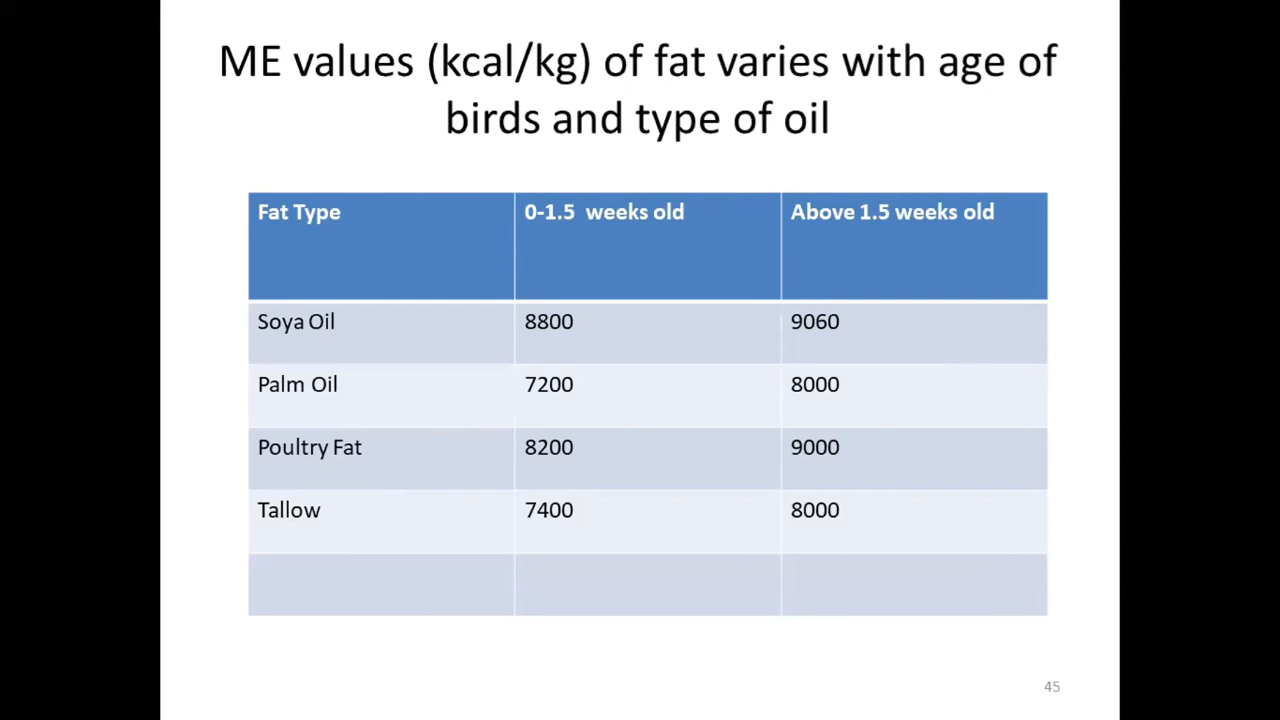 ME values (kcal/kg) of fat varies with age of
birds and type of oil
Fat Type 0-1.5 weeks old Above 1.5 weeks old
Soya Oil 8800 9060
Palm Oil 7200 8000
Poultry Fat 8200 9000
Tallow 7400 8000
45